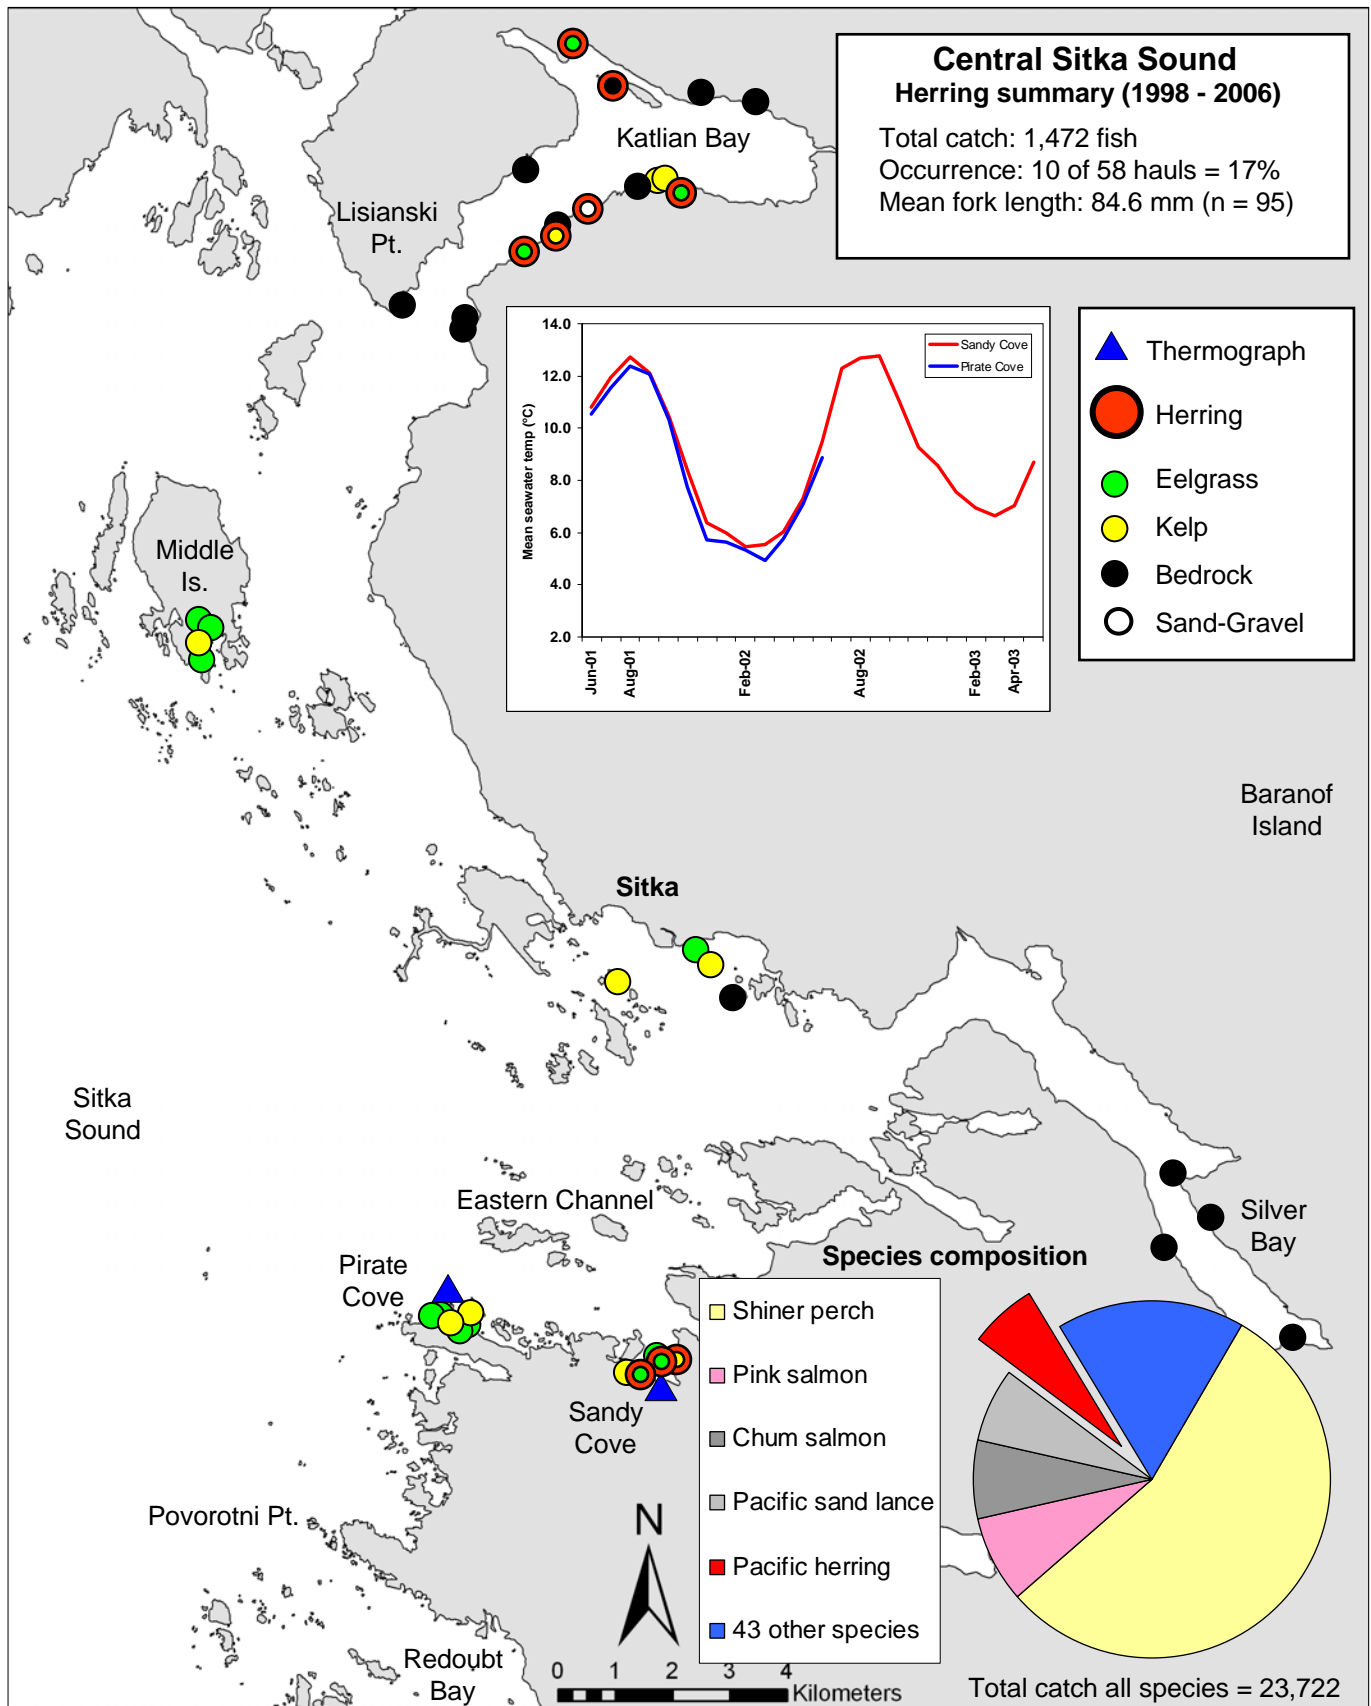 Central Sitka Sound
Herring summary (1998 - 2006)
Total catch: 1,472 fish
Occurrence: 10 of 58 hauls = 17%
Mean fork length: 84.6 mm (n = 95)
Katlian Bay
Lisianski
Pt.
14.0
12.0
10.0
8.0
6.0
4.0
2.0
Mean seawater temp (°C)
Sandy Cove
Pirate Cove
Jun-01
Aug-01
Feb-02
Aug-02
Feb-03
Apr-03
Thermograph
Herring
Eelgrass
Kelp
Bedrock
Sand-Gravel
Middle
Is.
Baranof
Island
Sitka
Sitka
Sound
Eastern Channel
Silver
Bay
Pirate
Cove
Sandy
Cove
Species composition
Shiner perch
Pink salmon
Chum salmon
Pacific sand lance
Pacific herring
43 other species
Povorotni Pt.
N
Redoubt
Bay
0 1 2 3 4
Kilometers
Total catch all species = 23,722